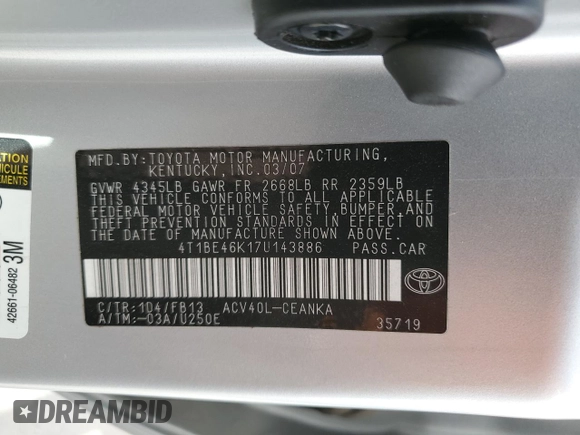 MFD.BY:TOYOTA MOTOR MANUFACTURING,
KENTUCKY, INC.03/07
GVWR 4345LB GAWR FR 2668LB RR 2359LB
THIS VEHICLE CONFORMS TO ALL APPLICABLE
FEDERAL MOTOR VEHICLE SAFETY,BUMPER,AND
THEFT PREVENTION STANDARDS IN EFFECT ON
THE DATE OF MANUFACTURE SHOWN ABOVE.
4T1BE46K17U143886 PASS.CAR
C/TR:1D4/FB13 ACV40L-CEANKA
A/TM:-03A/U250E 35719
TOYOTA
VEHICLE
42661-06482 3M
DREAMBID